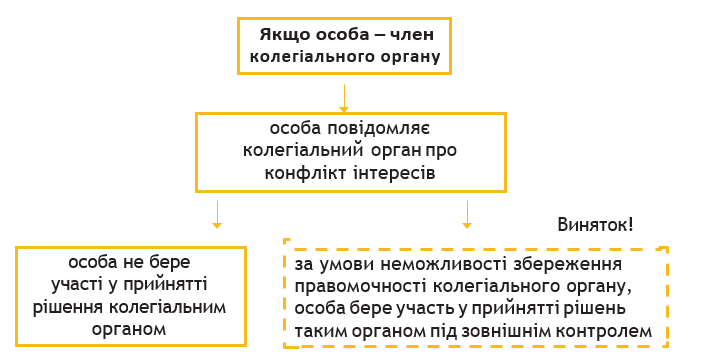 Якщо особа – член
колегіального органу
особа повідомляє
колегіальний орган про
конфлікт інтересів
Виняток!
особа не бере
участі у прийнятті
рішення колегіальним
органом
за умови неможливості збереження
правомочності колегіального органу,
особа бере участь у прийнятті рішень
таким органом під зовнішнім контролем